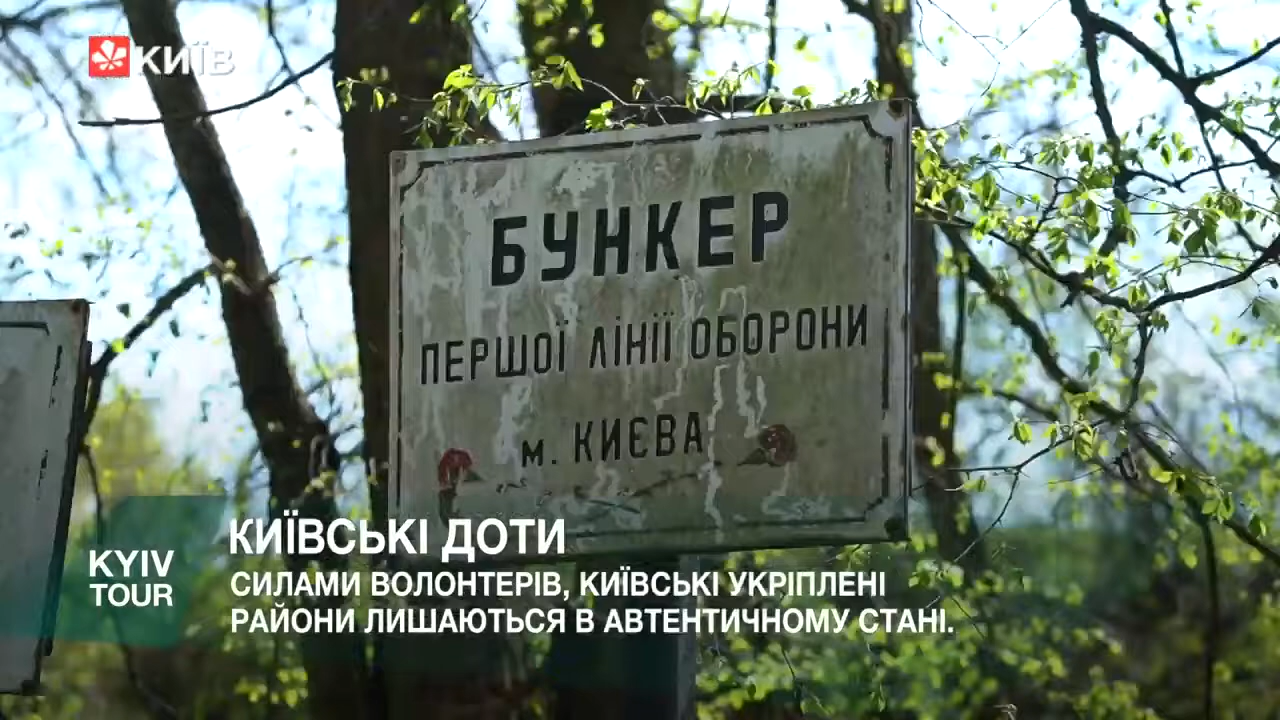 КИЇВ
БУНКЕР
ПЕРШОЇ ЛІНІЇ ОБОРОНИ
м. КИЄВА
KYIV
TOUR
КИЇВСЬКІ ДОТИ
СИЛАМИ ВОЛОНТЕРІВ, КИЇВСЬКІ УКРІПЛЕНІ
РАЙОНИ ЛИШАЮТЬСЯ В АВТЕНТИЧНОМУ СТАНІ.